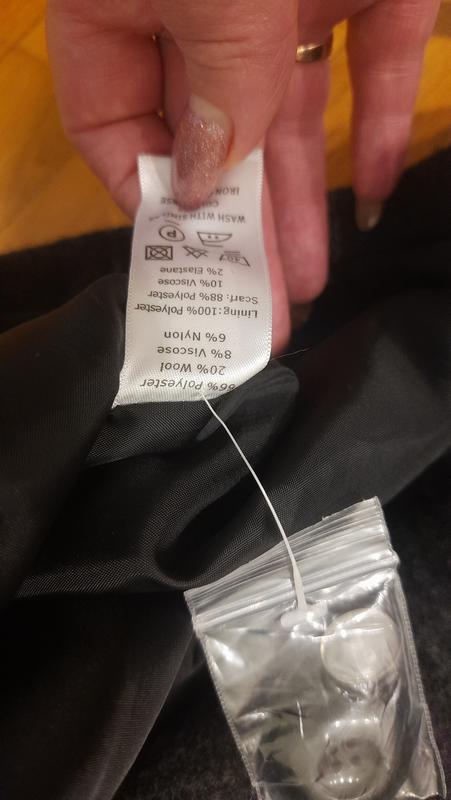 66% Polyester
20% Wool
8% Viscose
6% Nylon
Lining:100% Polyester
Scarf: 88% Polyester
10% Viscose
2% Elastane
P
WASH WITH
IRON